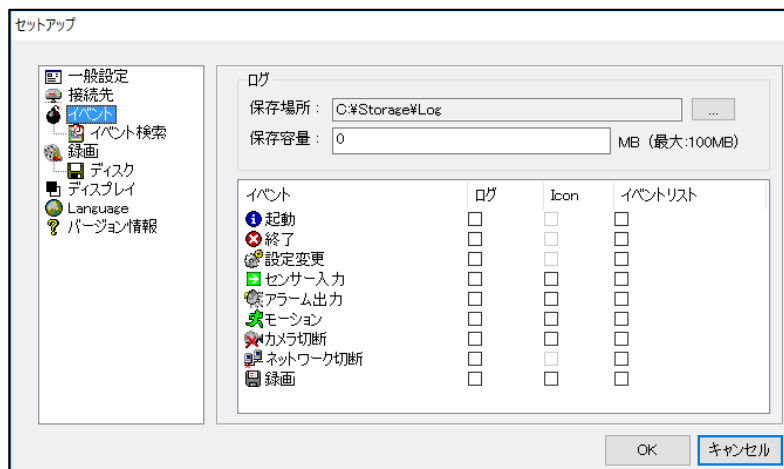 セットアップ
一般設定
接続先
イベント
イベント検索
録画
ディスク
ディスプレイ
Language
バージョン情報
ログ
保存場所： C:¥Storage¥Log ...
保存容量： 0 MB (最大:100MB)
イベント ログ Icon イベントリスト
起動
終了
設定変更
センサー入力
アラーム出力
モーション
カメラ切断
ネットワーク切断
録画
OK キャンセル